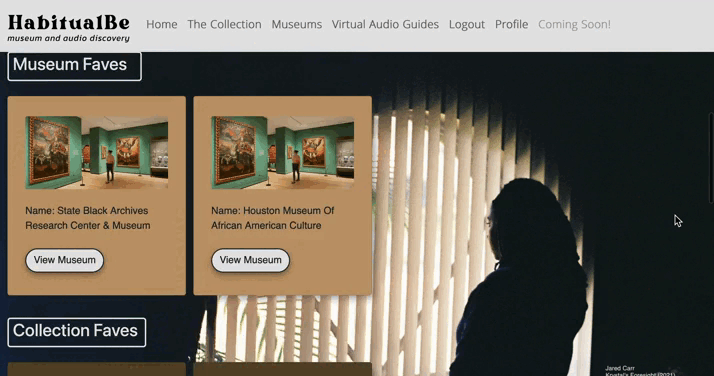 HabitualBe
museum and audio discovery
Home The Collection Museums Virtual Audio Guides Logout Profile Coming Soon!
Museum Faves
Name: State Black Archives
Research Center & Museum
View Museum
Name: Houston Museum Of
African American Culture
View Museum
Collection Faves
Jared Carr
Krystal's Foresight (2021)